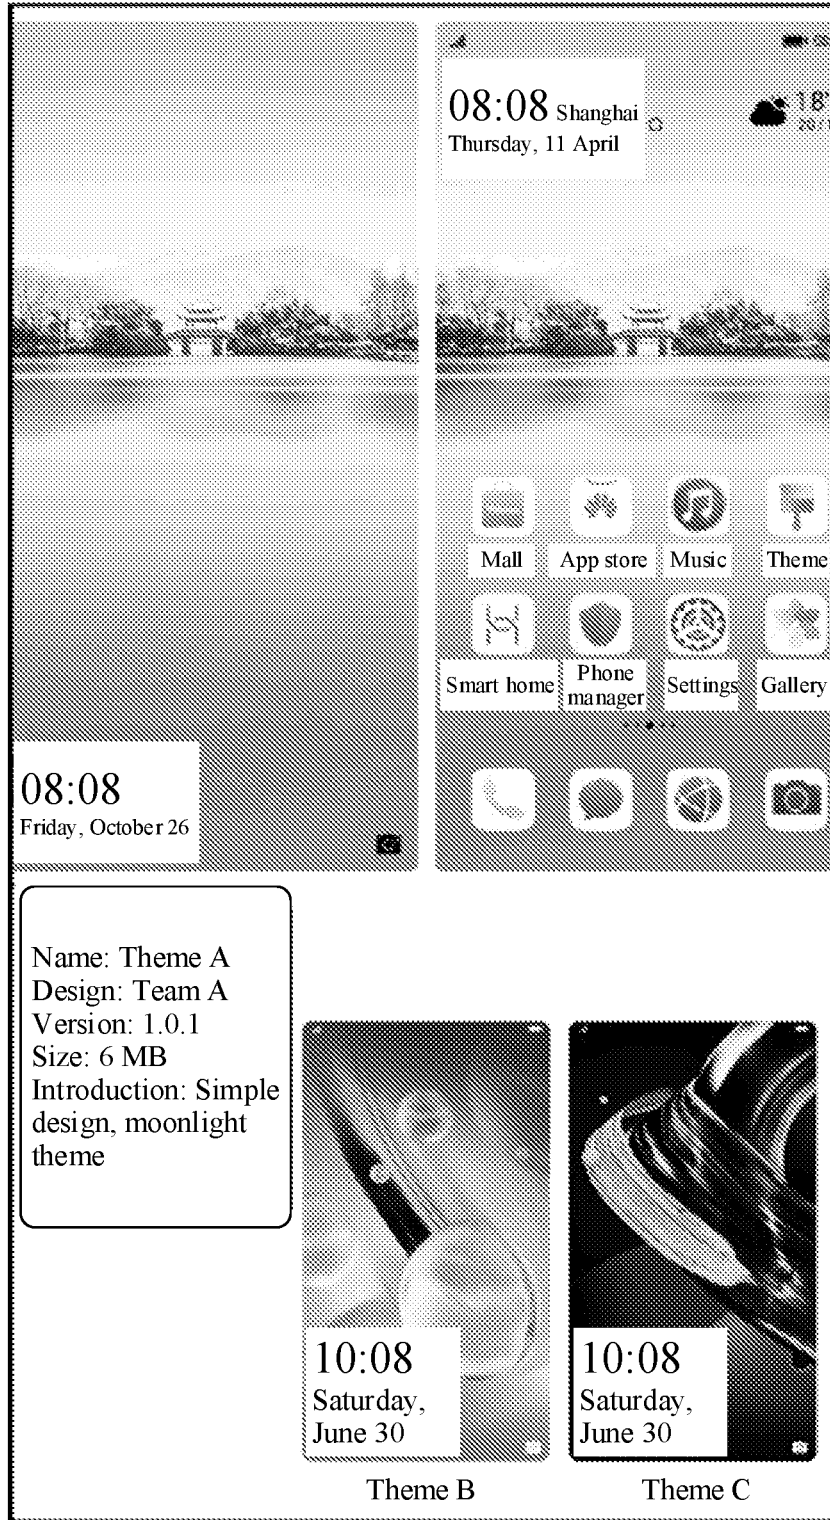 08:08
Friday, October 26
08:08 Shanghai
Thursday, 11 April
18°
Mall App store Music Theme
Smart home Phone manager Settings Gallery
Name: Theme A
Design: Team A
Version: 1.0.1
Size: 6 MB
Introduction: Simple
design, moonlight
theme
10:08
Saturday,
June 30
Theme B
10:08
Saturday,
June 30
Theme C